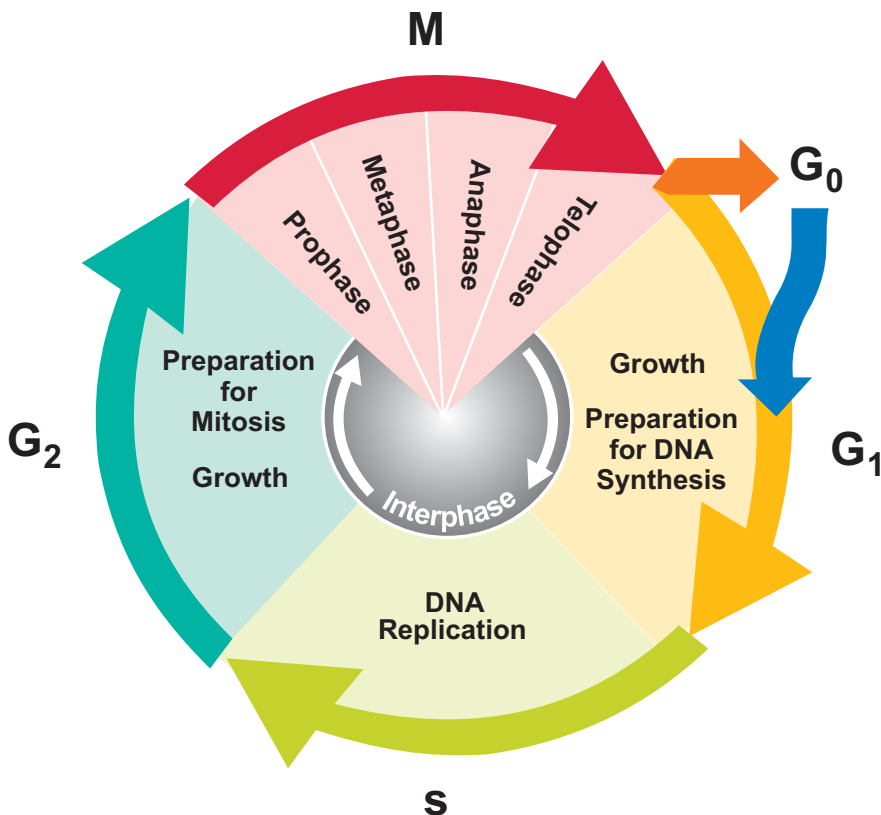 M
Prophase
Metaphase
Anaphase
Telophase
G0
Growth
Preparation
for DNA
Synthesis
G1
DNA
Replication
s
Preparation
for
Mitosis
Growth
G2
Interphase